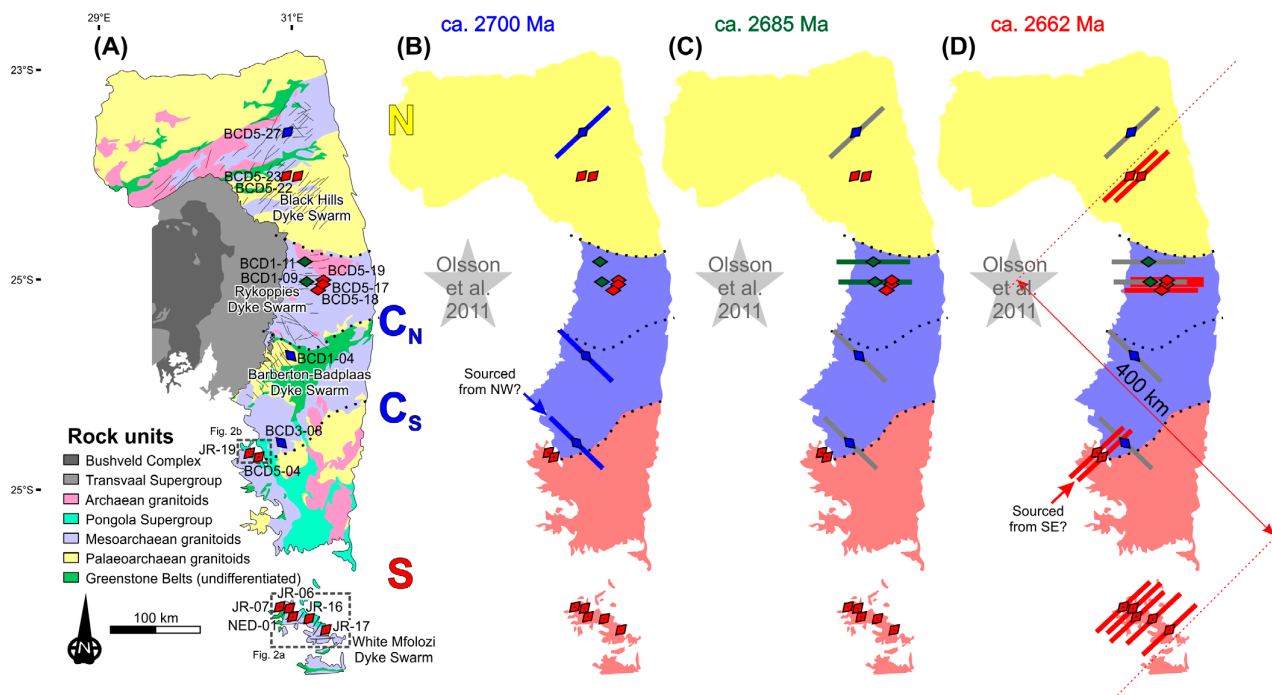 29°E
31°E
(A)
23°S
25°S
25°S
BCD5-27
BCD5-23
BCD5-22
Black Hills
Dyke Swarm
BCD1-11
BCD5-19
BCD1-09
BCD5-17
Rykoppies
BCD5-18
Dyke Swarm
BCD1-04
Barberton-Badplaas
Dyke Swarm
BCD3-06
Fig. 2b
JR-19
BCD5-04
Rock units
Bushveld Complex
Transvaal Supergroup
Archaean granitoids
Pongola Supergroup
Mesoarchaean granitoids
Palaeoarchaean granitoids
Greenstone Belts (undifferentiated)
100 km
N
JR-06
JR-07
JR-16
NED-01
JR-17
White Mfolozi
Dyke Swarm
Fig. 2a
N
CN
CS
S
ca. 2700 Ma
(B)
Olsson
et al.
2011
Sourced
from NW?
ca. 2685 Ma
(C)
Olsson
et al.
2011
ca. 2662 Ma
(D)
Olsson
et al.
2011
400 km
Sourced
from SE?